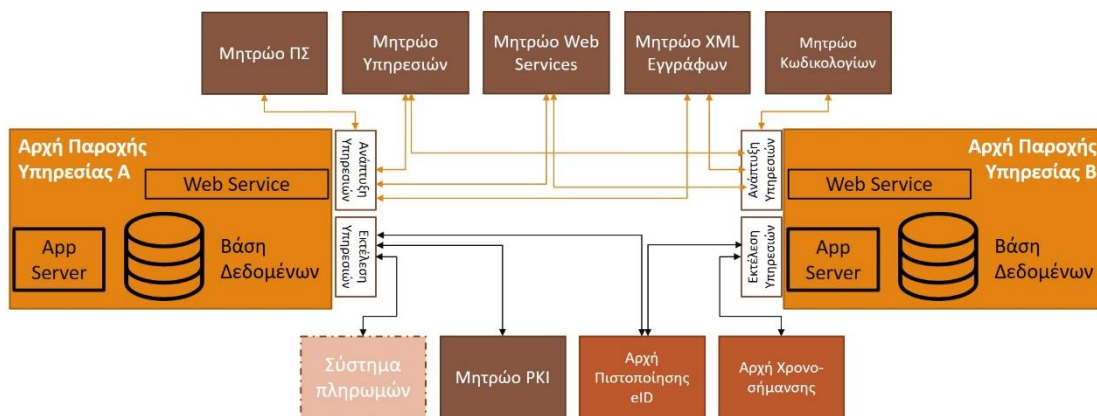 Μητρώο ΠΣ
Μητρώο
Υπηρεσιών
Μητρώο Web
Services
Μητρώο XML
Εγγράφων
Μητρώο
Κωδικολογίων
Αρχή Παροχής
Υπηρεσίας Α
Web Service
App
Server
Βάση
Δεδομένων
Ανάπτυξη
Υπηρεσιών
Εκτέλεση
Υπηρεσιών
Ανάπτυξη
Υπηρεσιών
Εκτέλεση
Υπηρεσιών
Αρχή Παροχής
Υπηρεσίας Β
Web Service
App
Server
Βάση
Δεδομένων
Σύστημα
πληρωμών
Μητρώο PKI
Αρχή
Πιστοποίησης
eID
Αρχή Χρονο-
σήμανσης